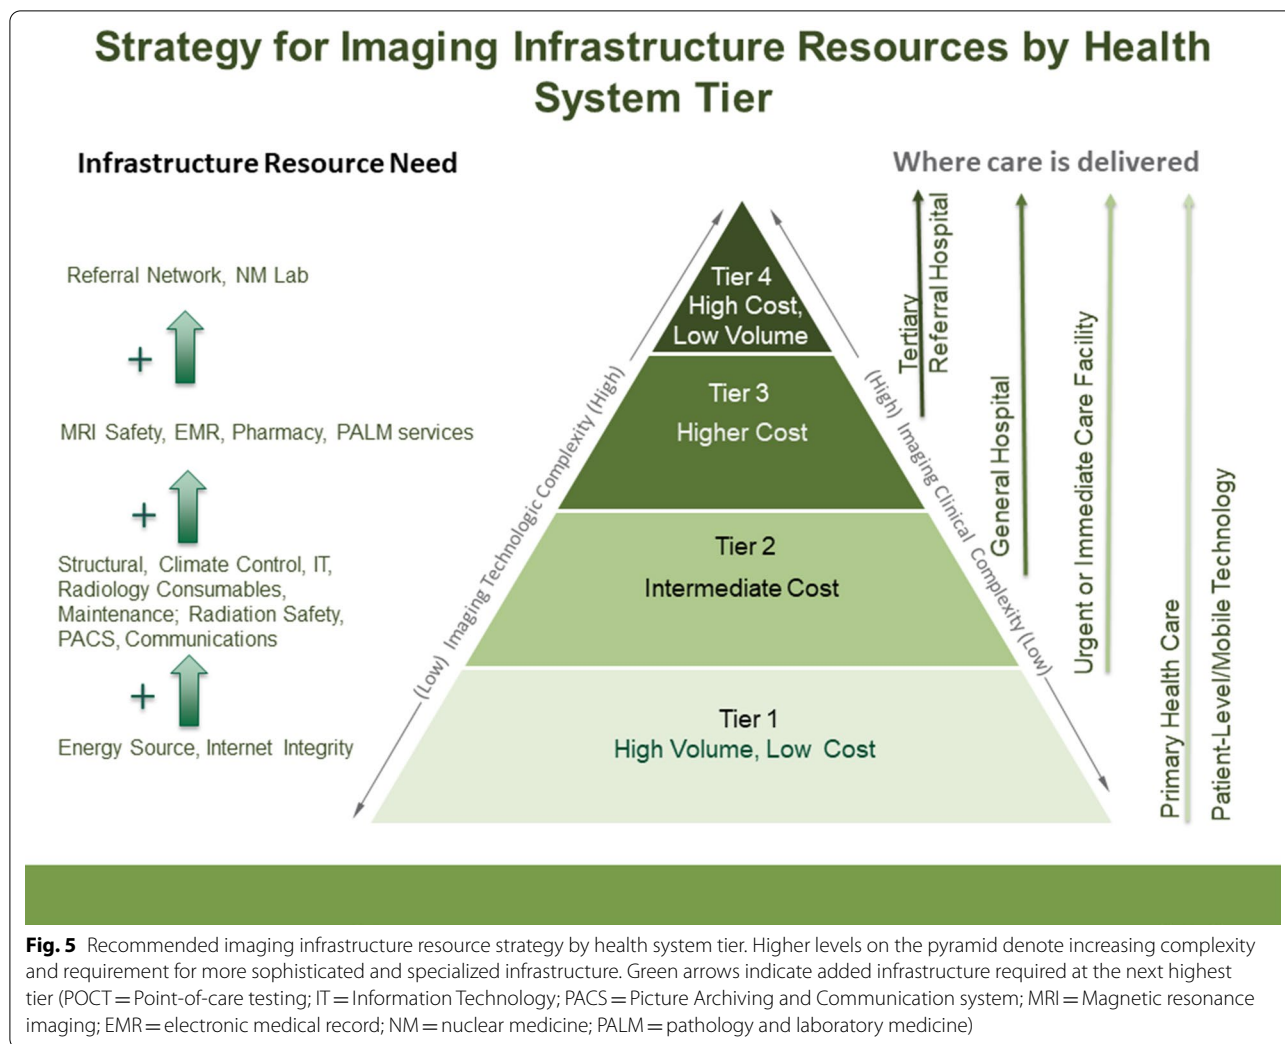 Strategy for Imaging Infrastructure Resources by Health
System Tier
Infrastructure Resource Need
Where care is delivered
Referral Network, NM Lab
+
MRI Safety, EMR, Pharmacy, PALM services
+
Structural, Climate Control, IT,
Radiology Consumables,
Maintenance; Radiation Safety,
PACS, Communications
+
Energy Source, Internet Integrity
(Low) Imaging Technologic Complexity (High)
Tier 4
High Cost,
Low Volume
Tier 3
Higher Cost
Tier 2
Intermediate Cost
Tier 1
High Volume, Low Cost
(High) Imaging Clinical Complexity (Low)
Tertiary
Referral Hospital
General Hospital
Urgent or Immediate Care Facility
Primary Health Care
Patient-Level/Mobile Technology
Fig. 5 Recommended imaging infrastructure resource strategy by health system tier. Higher levels on the pyramid denote increasing complexity
and requirement for more sophisticated and specialized infrastructure. Green arrows indicate added infrastructure required at the next highest
tier (POCT = Point-of-care testing; IT = Information Technology; PACS = Picture Archiving and Communication system; MRI = Magnetic resonance
imaging; EMR = electronic medical record; NM = nuclear medicine; PALM = pathology and laboratory medicine)